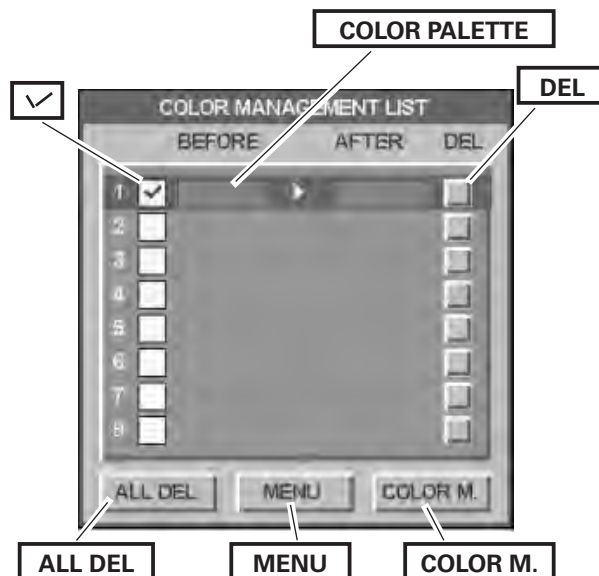 COLOR PALETTE
✓
DEL
COLOR MANAGEMENT LIST
BEFORE AFTER DEL
1
2
3
4
5
6
7
8
ALL DEL MENU COLOR M.
ALL DEL MENU COLOR M.